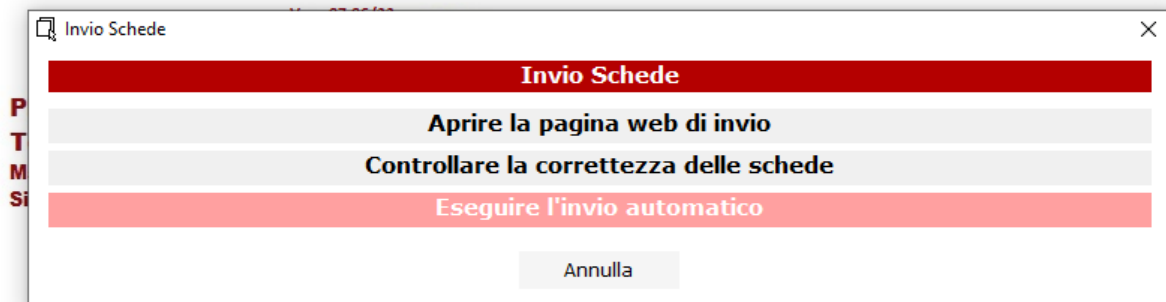 Invio Schede
Invio Schede
Aprire la pagina web di invio
Controllare la correttezza delle schede
Eseguire l'invio automatico
Annulla